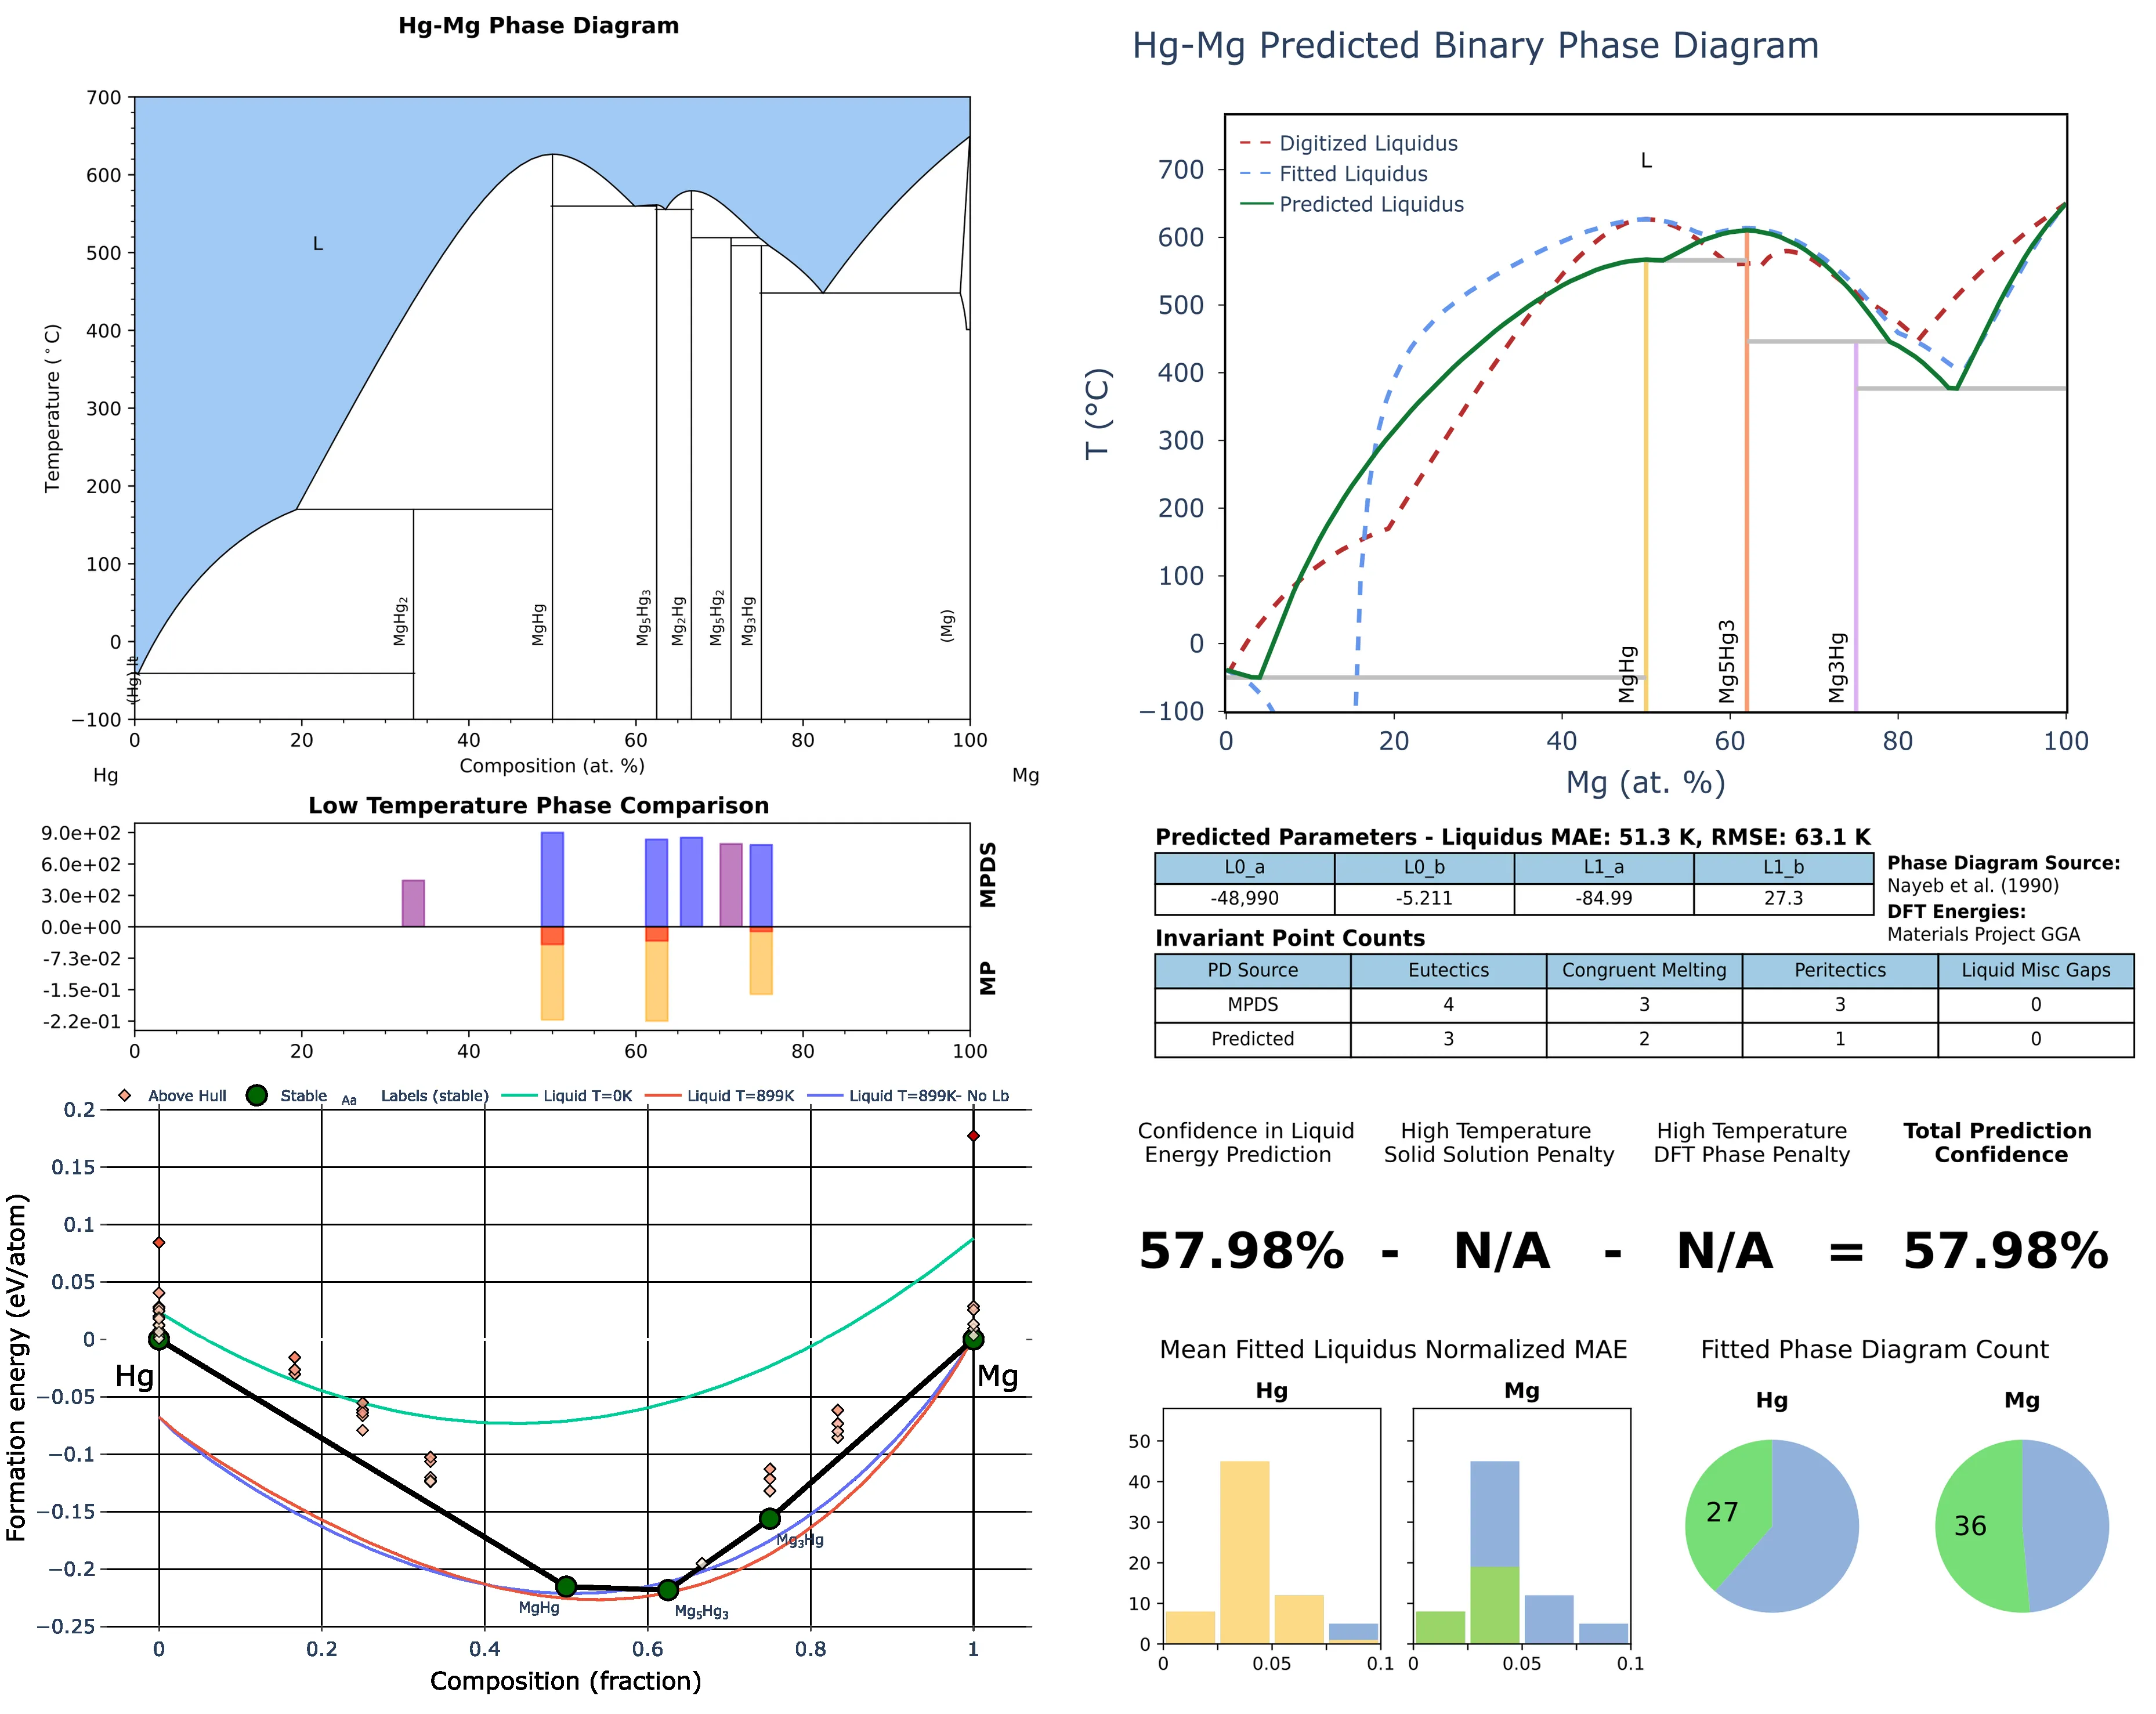 Hg-Mg Phase Diagram
700
600
500
400
300
200
100
0
−100
Temperature (°C)
L
(Hg) lt
MgHg₂
MgHg
Mg₅Hg₃
Mg₂Hg
Mg₅Hg₂
Mg₃Hg
(Mg)
0 20 40 60 80 100
Composition (at. %)
Hg Mg
Hg-Mg Predicted Binary Phase Diagram
Digitized Liquidus
Fitted Liquidus
Predicted Liquidus
L
700
600
500
400
300
200
100
0
−100
T (°C)
MgHg
Mg5Hg3
Mg3Hg
0 20 40 60 80 100
Mg (at. %)
Low Temperature Phase Comparison
9.0e+02
6.0e+02
3.0e+02
0.0e+00
-7.3e-02
-1.5e-01
-2.2e-01
MPDS
MP
0 20 40 60 80 100
Predicted Parameters - Liquidus MAE: 51.3 K, RMSE: 63.1 K
L0_a L0_b L1_a L1_b
-48,990 -5.211 -84.99 27.3
Phase Diagram Source:
Nayeb et al. (1990)
DFT Energies:
Materials Project GGA
Invariant Point Counts
PD Source Eutectics Congruent Melting Peritectics Liquid Misc Gaps
MPDS 4 3 3 0
Predicted 3 2 1 0
Above Hull Stable Aa Labels (stable) Liquid T=0K Liquid T=899K Liquid T=899K- No Lb
0.2
0.15
0.1
0.05
0
−0.05
−0.1
−0.15
−0.2
−0.25
Formation energy (eV/atom)
Hg
Mg
Mg₃Hg
MgHg
Mg₅Hg₃
0 0.2 0.4 0.6 0.8 1
Composition (fraction)
Confidence in Liquid
Energy Prediction
High Temperature
Solid Solution Penalty
High Temperature
DFT Phase Penalty
Total Prediction
Confidence
57.98% - N/A - N/A = 57.98%
Mean Fitted Liquidus Normalized MAE
Hg Mg
50
40
30
20
10
0
0 0.05 0.1
0 0.05 0.1
Fitted Phase Diagram Count
Hg Mg
27 36